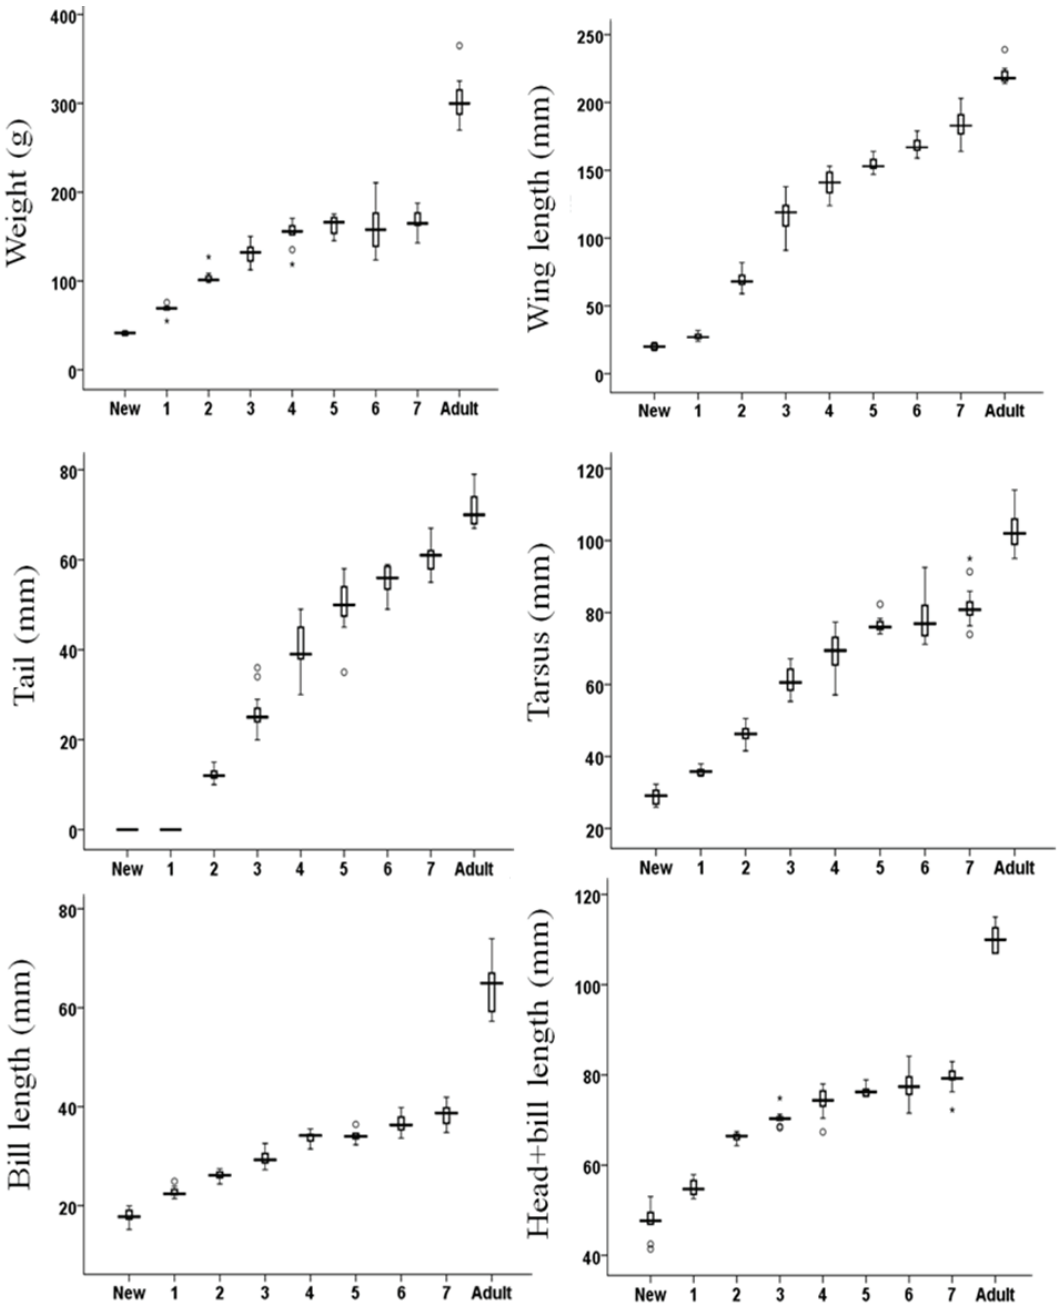 Weight (g)
400
300
200
100
0
New 1 2 3 4 5 6 7 Adult
Wing length (mm)
250
200
150
100
50
0
New 1 2 3 4 5 6 7 Adult
Tail (mm)
80
60
40
20
0
New 1 2 3 4 5 6 7 Adult
Tarsus (mm)
120
100
80
60
40
20
New 1 2 3 4 5 6 7 Adult
Bill length (mm)
80
60
40
20
New 1 2 3 4 5 6 7 Adult
Head+bill length (mm)
120
100
80
60
40
New 1 2 3 4 5 6 7 Adult